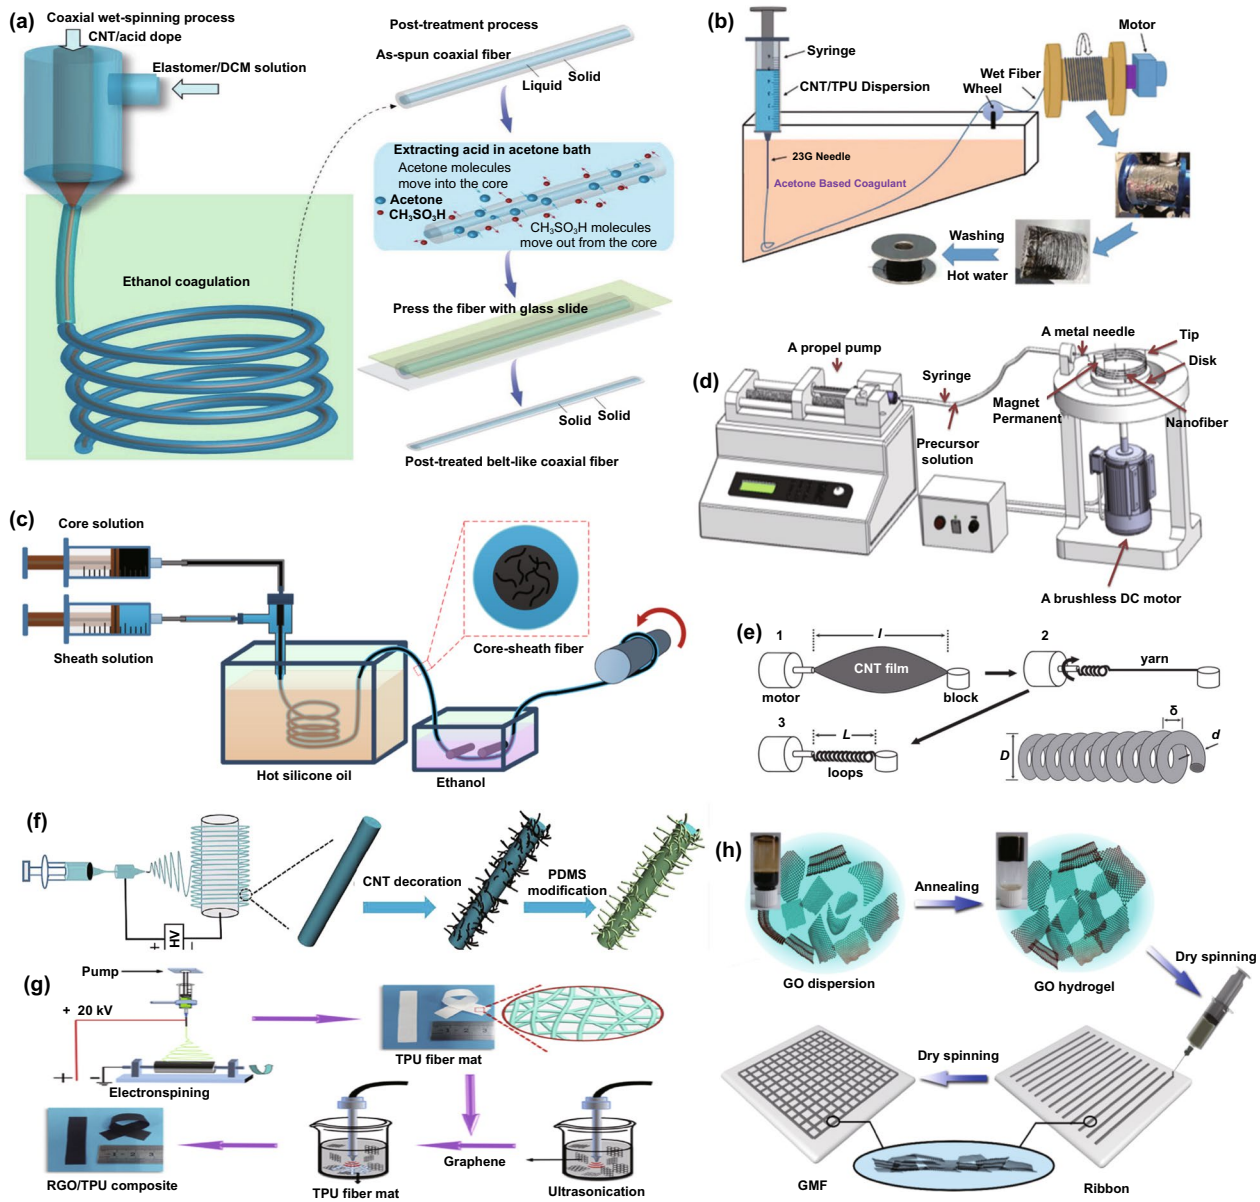 (a)
Coaxial wet-spinning process
CNT/acid dope
Elastomer/DCM solution
Ethanol coagulation
Post-treatment process
As-spun coaxial fiber
Solid
Liquid
Extracting acid in acetone bath
Acetone molecules
move into the core
Acetone
CH₃SO₃H
CH₃SO₃H molecules
move out from the core
Press the fiber with glass slide
Solid
Solid
Post-treated belt-like coaxial fiber
(b)
Syringe
CNT/TPU Dispersion
23G Needle
Acetone Based Coagulant
Wet Fiber
Wheel
Motor
Washing
Hot water
(c)
Core solution
Sheath solution
Core-sheath fiber
Hot silicone oil
Ethanol
(d)
A propel pump
Syringe
Precursor
solution
A metal needle
Tip
Disk
Magnet
Permanent
Nanofiber
A brushless DC motor
(e)
1
l
CNT film
motor
block
2
yarn
3
L
loops
δ
d
D
(f)
HV
+
−
CNT decoration
PDMS
modification
(g)
Pump
+ 20 kV
+
−
Electronspining
TPU fiber mat
Graphene
Ultrasonication
TPU fiber mat
RGO/TPU composite
(h)
GO dispersion
Annealing
GO hydrogel
Dry spinning
Dry spinning
GMF
Ribbon